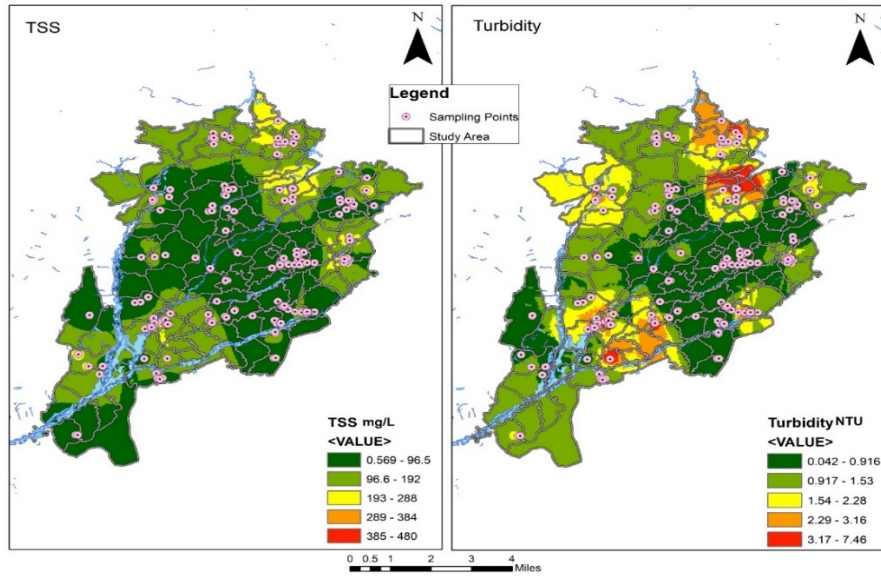 TSS
N
Turbidity
N
Legend
Sampling Points
Study Area
TSS mg/L
<VALUE>
0.569 - 96.5
96.6 - 192
193 - 288
289 - 384
385 - 480
Turbidity NTU
<VALUE>
0.042 - 0.916
0.917 - 1.53
1.54 - 2.28
2.29 - 3.16
3.17 - 7.46
0 0.5 1 2 3 4
Miles